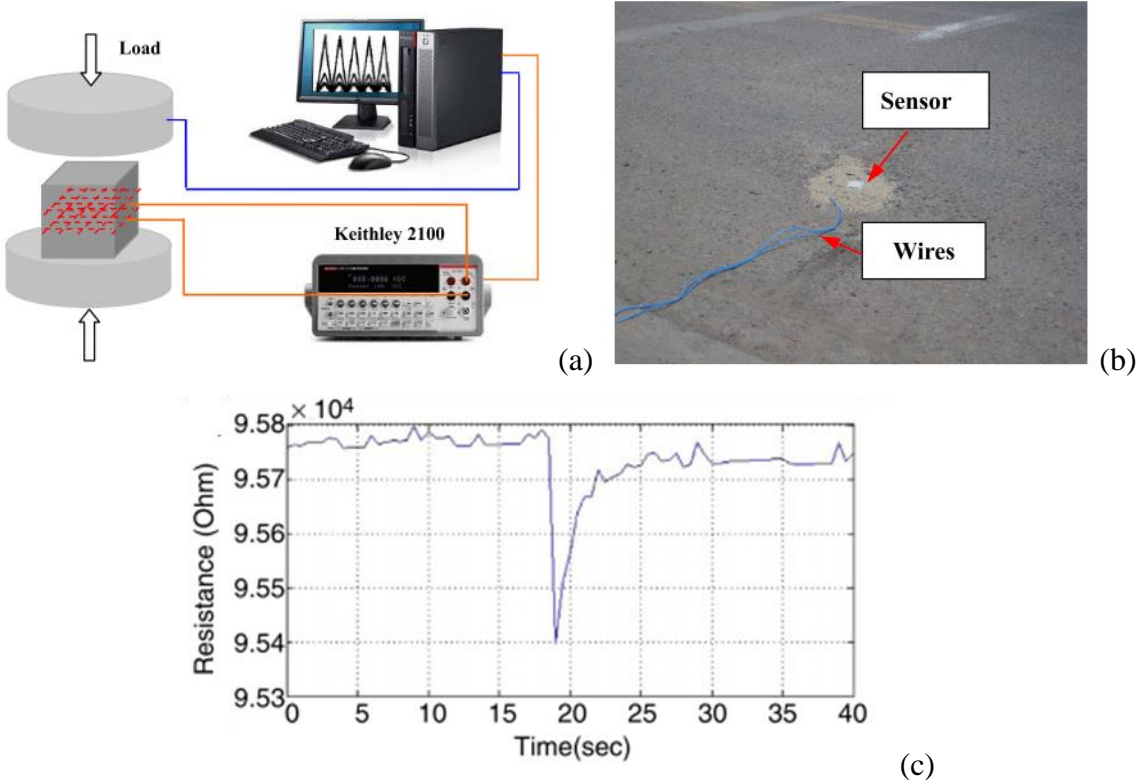 Load
Keithley 2100
(a)
Sensor
Wires
(b)
9.58 × 10⁴
9.57
9.56
9.55
9.54
9.53
Resistance (Ohm)
0 5 10 15 20 25 30 35 40
Time(sec)
(c)